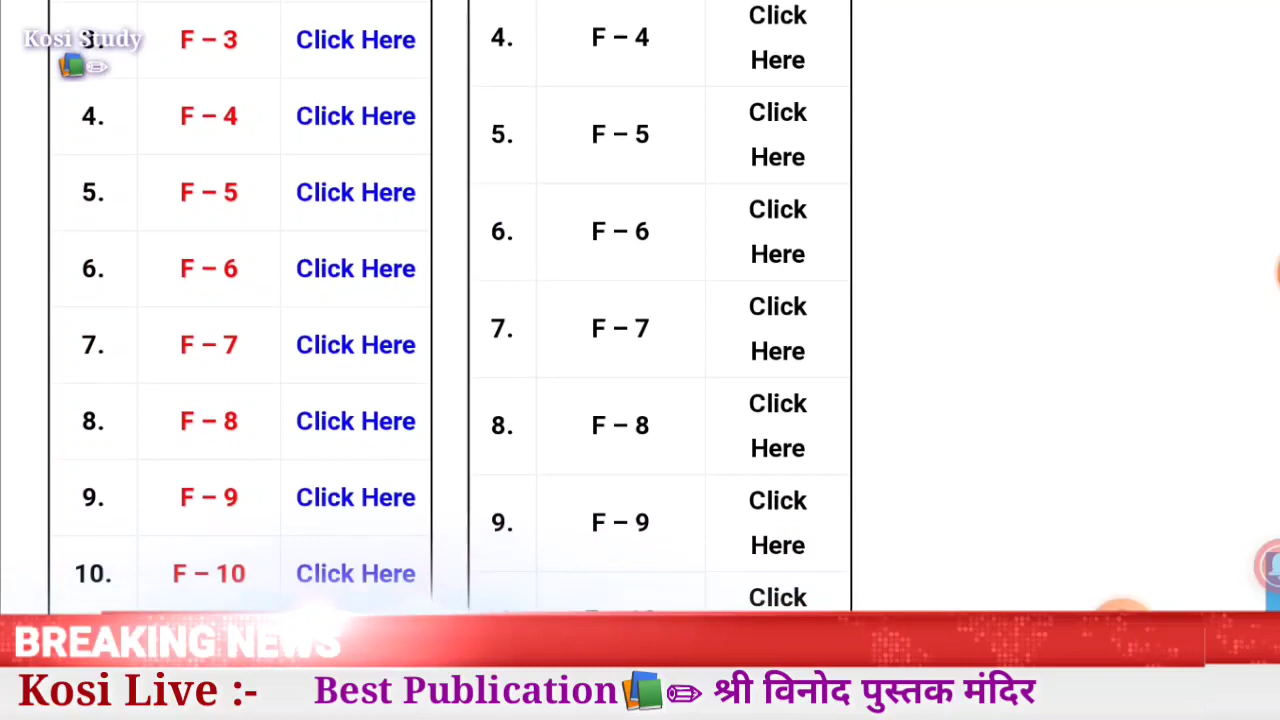 Kosi Study
3. F – 3 Click Here
4. F – 4 Click Here
5. F – 5 Click Here
6. F – 6 Click Here
7. F – 7 Click Here
8. F – 8 Click Here
9. F – 9 Click Here
10. F – 10 Click Here
4. F – 4 Click Here
5. F – 5 Click Here
6. F – 6 Click Here
7. F – 7 Click Here
8. F – 8 Click Here
9. F – 9 Click Here
Click
BREAKING NEWS
Kosi Live :- Best Publication📚✏ श्री विनोद पुस्तक मंदिर